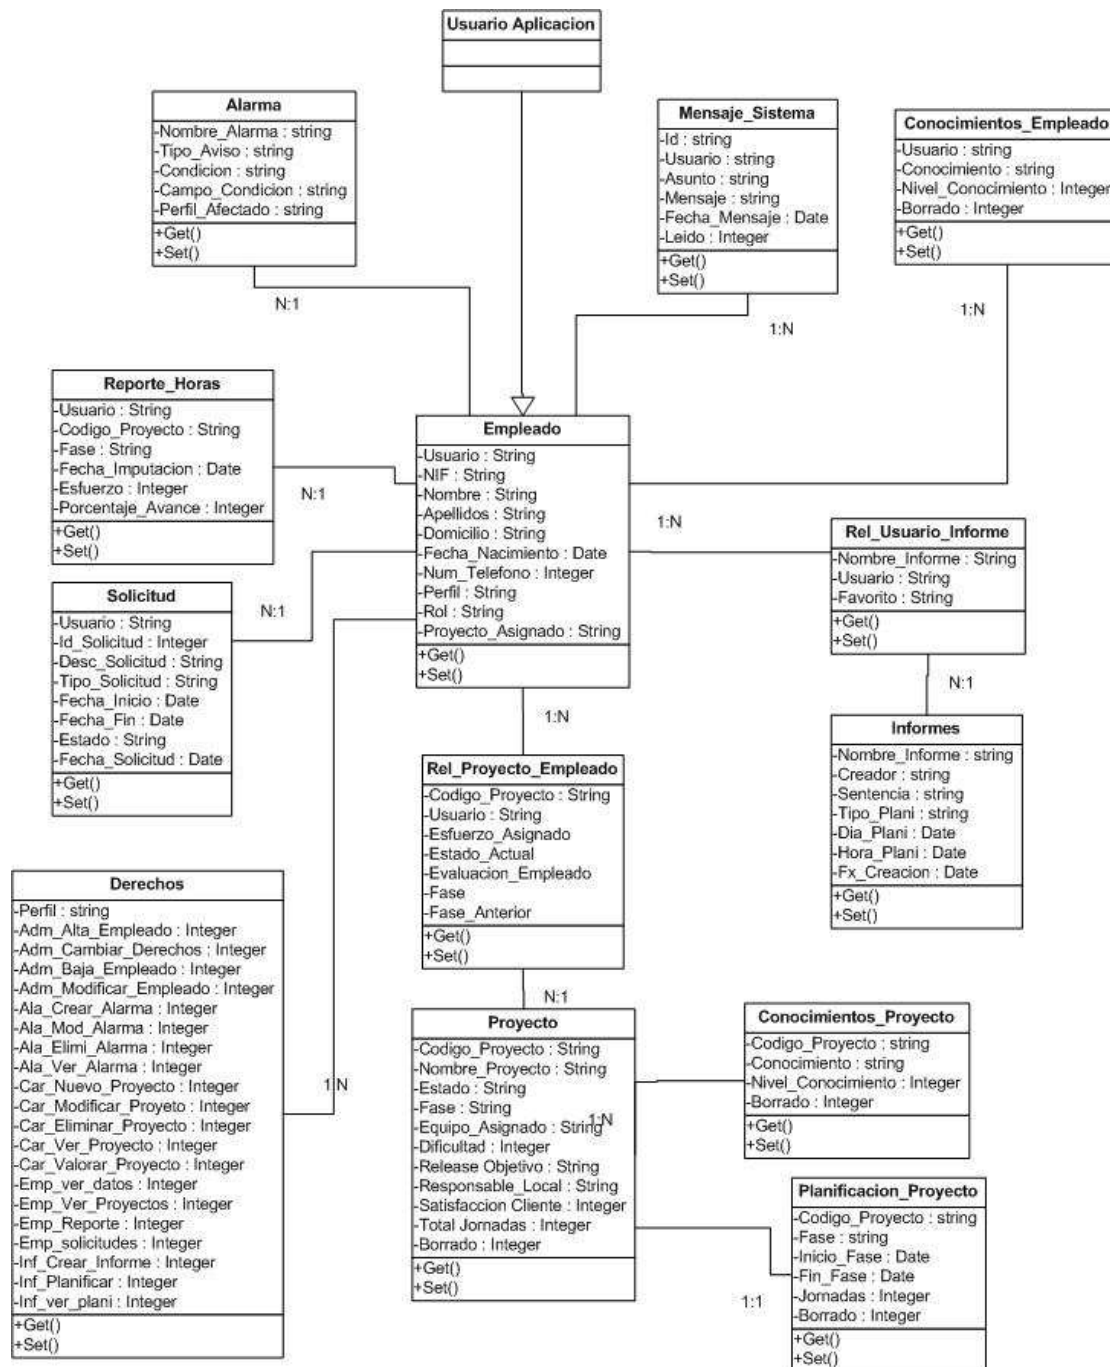 Usuario Aplicacion
Alarma
-Nombre_Alarma : string
-Tipo_Aviso : string
-Condicion : string
-Campo_Condicion : string
-Perfil_Afectado : string
+Get()
+Set()
N:1
Mensaje_Sistema
-Id : string
-Usuario : string
-Asunto : string
-Mensaje : string
-Fecha_Mensaje : Date
-Leido : Integer
+Get()
+Set()
1:N
Conocimientos_Empleado
-Usuario : string
-Conocimiento : string
-Nivel_Conocimiento : Integer
-Borrado : Integer
+Get()
+Set()
1:N
Reporte_Horas
-Usuario : String
-Codigo_Proyecto : String
-Fase : String
-Fecha_Imputacion : Date
-Esfuerzo : Integer
-Porcentaje_Avance : Integer
+Get()
+Set()
N:1
Empleado
-Usuario : String
-NIF : String
-Nombre : String
-Apellidos : String
-Domicilio : String
-Fecha_Nacimiento : Date
-Num_Telefono : Integer
-Perfil : String
-Rol : String
-Proyecto_Asignado : String
+Get()
+Set()
1:N
Rel_Usuario_Informe
-Nombre_Informe : String
-Usuario : String
-Favorito : String
+Get()
+Set()
N:1
Solicitud
-Usuario : String
-Id_Solicitud : Integer
-Desc_Solicitud : String
-Tipo_Solicitud : String
-Fecha_Inicio : Date
-Fecha_Fin : Date
-Estado : String
-Fecha_Solicitud : Date
+Get()
+Set()
N:1
1:N
Informes
-Nombre_Informe : string
-Creador : string
-Sentencia : string
-Tipo_Plani : string
-Dia_Plani : Date
-Hora_Plani : Date
-Fx_Creacion : Date
+Get()
+Set()
Rel_Proyecto_Empleado
-Codigo_Proyecto : String
-Usuario : String
-Esfuerzo_Asignado
-Estado_Actual
-Evaluacion_Empleado
-Fase
-Fase_Anterior
+Get()
+Set()
N:1
Derechos
-Perfil : string
-Adm_Alta_Empleado : Integer
-Adm_Cambiar_Derechos : Integer
-Adm_Baja_Empleado : Integer
-Adm_Modificar_Empleado : Integer
-Ala_Crear_Alarma : Integer
-Ala_Mod_Alarma : Integer
-Ala_Elimi_Alarma : Integer
-Ala_Ver_Alarma : Integer
-Car_Nuevo_Proyecto : Integer
-Car_Modificar_Proyeto : Integer
-Car_Eliminar_Proyecto : Integer
-Car_Ver_Proyecto : Integer
-Car_Valorar_Proyecto : Integer
-Emp_ver_datos : Integer
-Emp_Ver_Proyectos : Integer
-Emp_Reporte : Integer
-Emp_solicitudes : Integer
-Inf_Crear_Informe : Integer
-Inf_Planificar : Integer
-Inf_ver_plani : Integer
+Get()
+Set()
1:N
Proyecto
-Codigo_Proyecto : String
-Nombre_Proyecto : String
-Estado : String
-Fase : String
-Equipo_Asignado : String
-Dificultad : Integer
-Release Objetivo : String
-Responsable_Local : String
-Satisfaccion Cliente : Integer
-Total Jornadas : Integer
-Borrado : Integer
+Get()
+Set()
1:N
Conocimientos_Proyecto
-Codigo_Proyecto : string
-Conocimiento : string
-Nivel_Conocimiento : Integer
-Borrado : Integer
+Get()
+Set()
Planificacion_Proyecto
-Codigo_Proyecto : string
-Fase : string
-Inicio_Fase : Date
-Fin_Fase : Date
-Jornadas : Integer
-Borrado : Integer
+Get()
+Set()
1:1